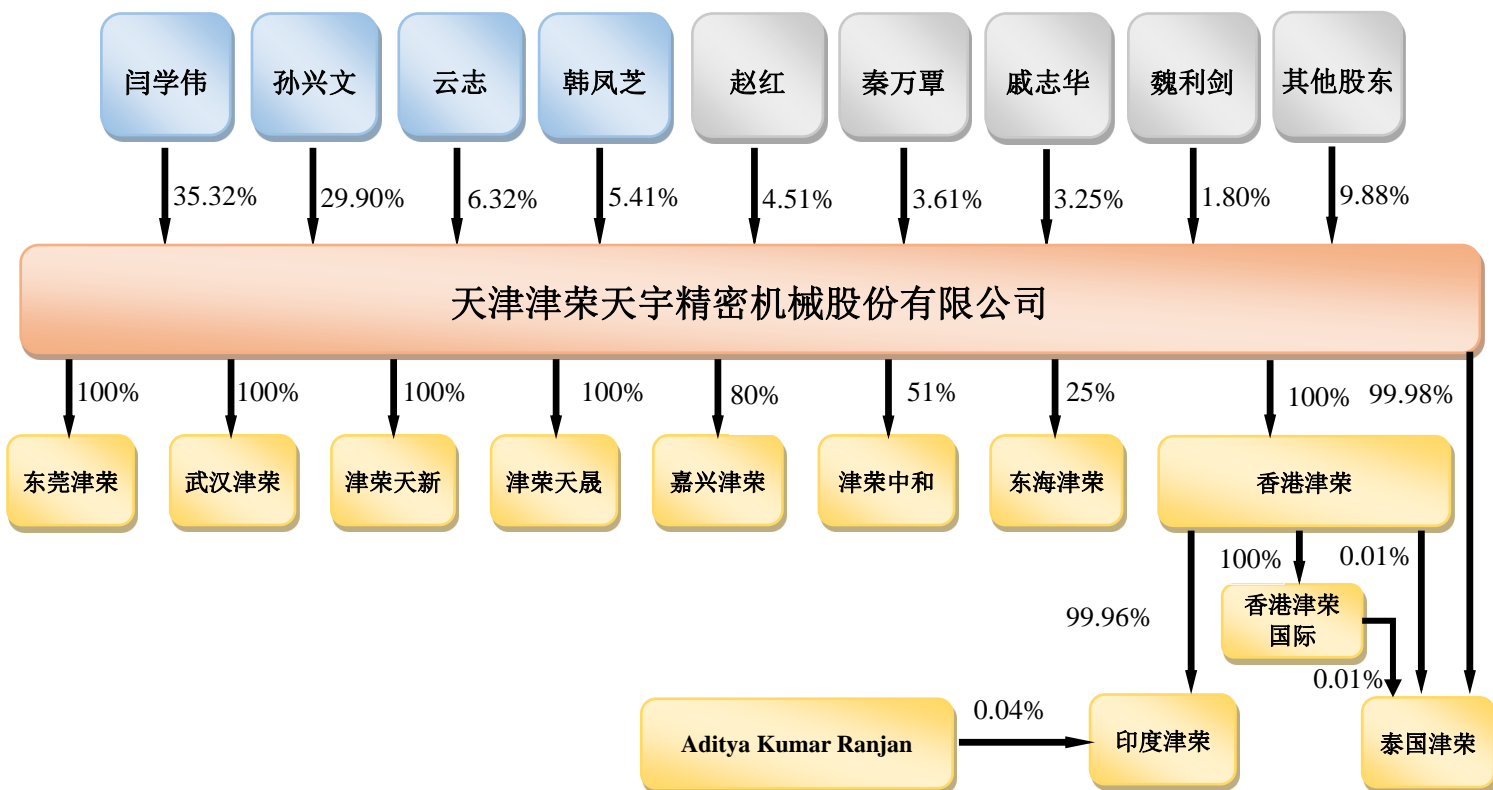 闫学伟
孙兴文
云志
韩凤芝
赵红
秦万覃
戚志华
魏利剑
其他股东
35.32%
29.90%
6.32%
5.41%
4.51%
3.61%
3.25%
1.80%
9.88%
天津津荣天宇精密机械股份有限公司
100%
100%
100%
100%
80%
51%
25%
100%
99.98%
东莞津荣
武汉津荣
津荣天新
津荣天晟
嘉兴津荣
津荣中和
东海津荣
香港津荣
99.96%
100%
0.01%
香港津荣
国际
0.01%
Aditya Kumar Ranjan
0.04%
印度津荣
泰国津荣